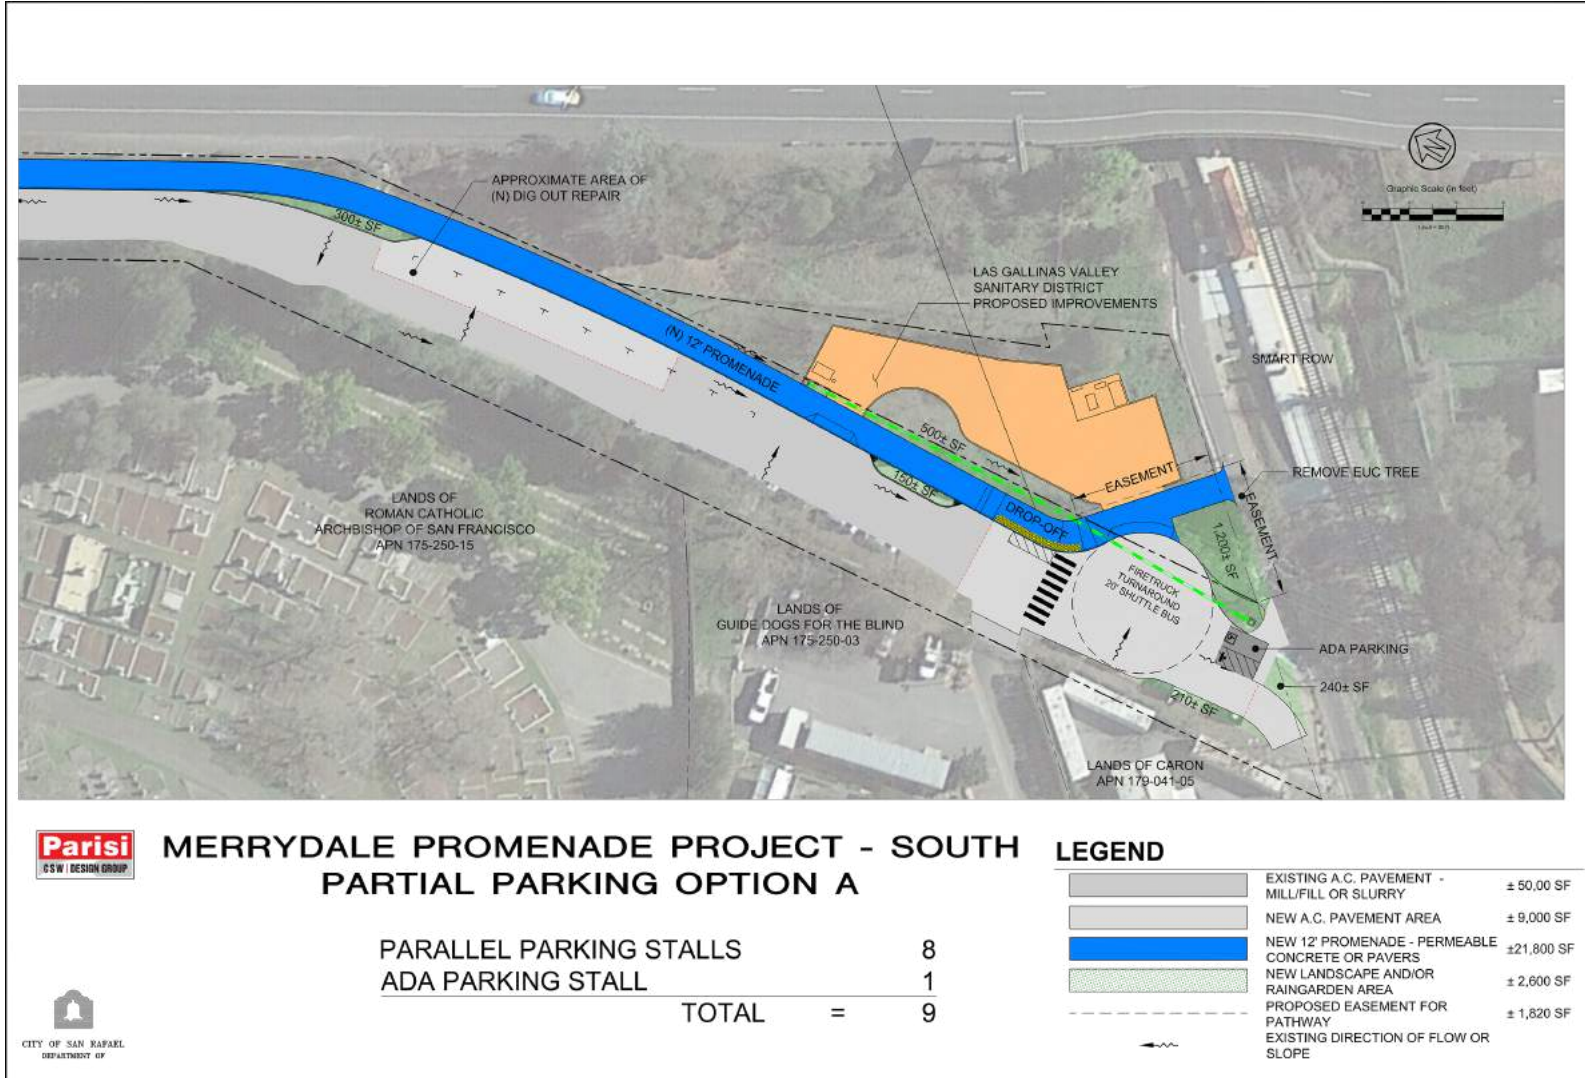 APPROXIMATE AREA OF
(N) DIG OUT REPAIR
300± SF
Graphic Scale (in feet)
LAS GALLINAS VALLEY
SANITARY DISTRICT
PROPOSED IMPROVEMENTS
(N) 12' PROMENADE
SMART ROW
500± SF
150± SF
EASEMENT
REMOVE EUC TREE
EASEMENT
DROP-OFF
1,200± SF
LANDS OF
ROMAN CATHOLIC
ARCHBISHOP OF SAN FRANCISCO
APN 175-250-15
FIRETRUCK
TURNAROUND
20' SHUTTLE BUS
LANDS OF
GUIDE DOGS FOR THE BLIND
APN 175-250-03
ADA PARKING
240± SF
210± SF
LANDS OF CARON
APN 179-041-05
Parisi
CSW | DESIGN GROUP
MERRYDALE PROMENADE PROJECT - SOUTH
PARTIAL PARKING OPTION A
PARALLEL PARKING STALLS 8
ADA PARKING STALL 1
TOTAL = 9
CITY OF SAN RAFAEL
DEPARTMENT OF
LEGEND
EXISTING A.C. PAVEMENT -
MILL/FILL OR SLURRY ± 50,00 SF
NEW A.C. PAVEMENT AREA ± 9,000 SF
NEW 12' PROMENADE - PERMEABLE
CONCRETE OR PAVERS ±21,800 SF
NEW LANDSCAPE AND/OR
RAINGARDEN AREA ± 2,600 SF
PROPOSED EASEMENT FOR
PATHWAY ± 1,820 SF
EXISTING DIRECTION OF FLOW OR
SLOPE